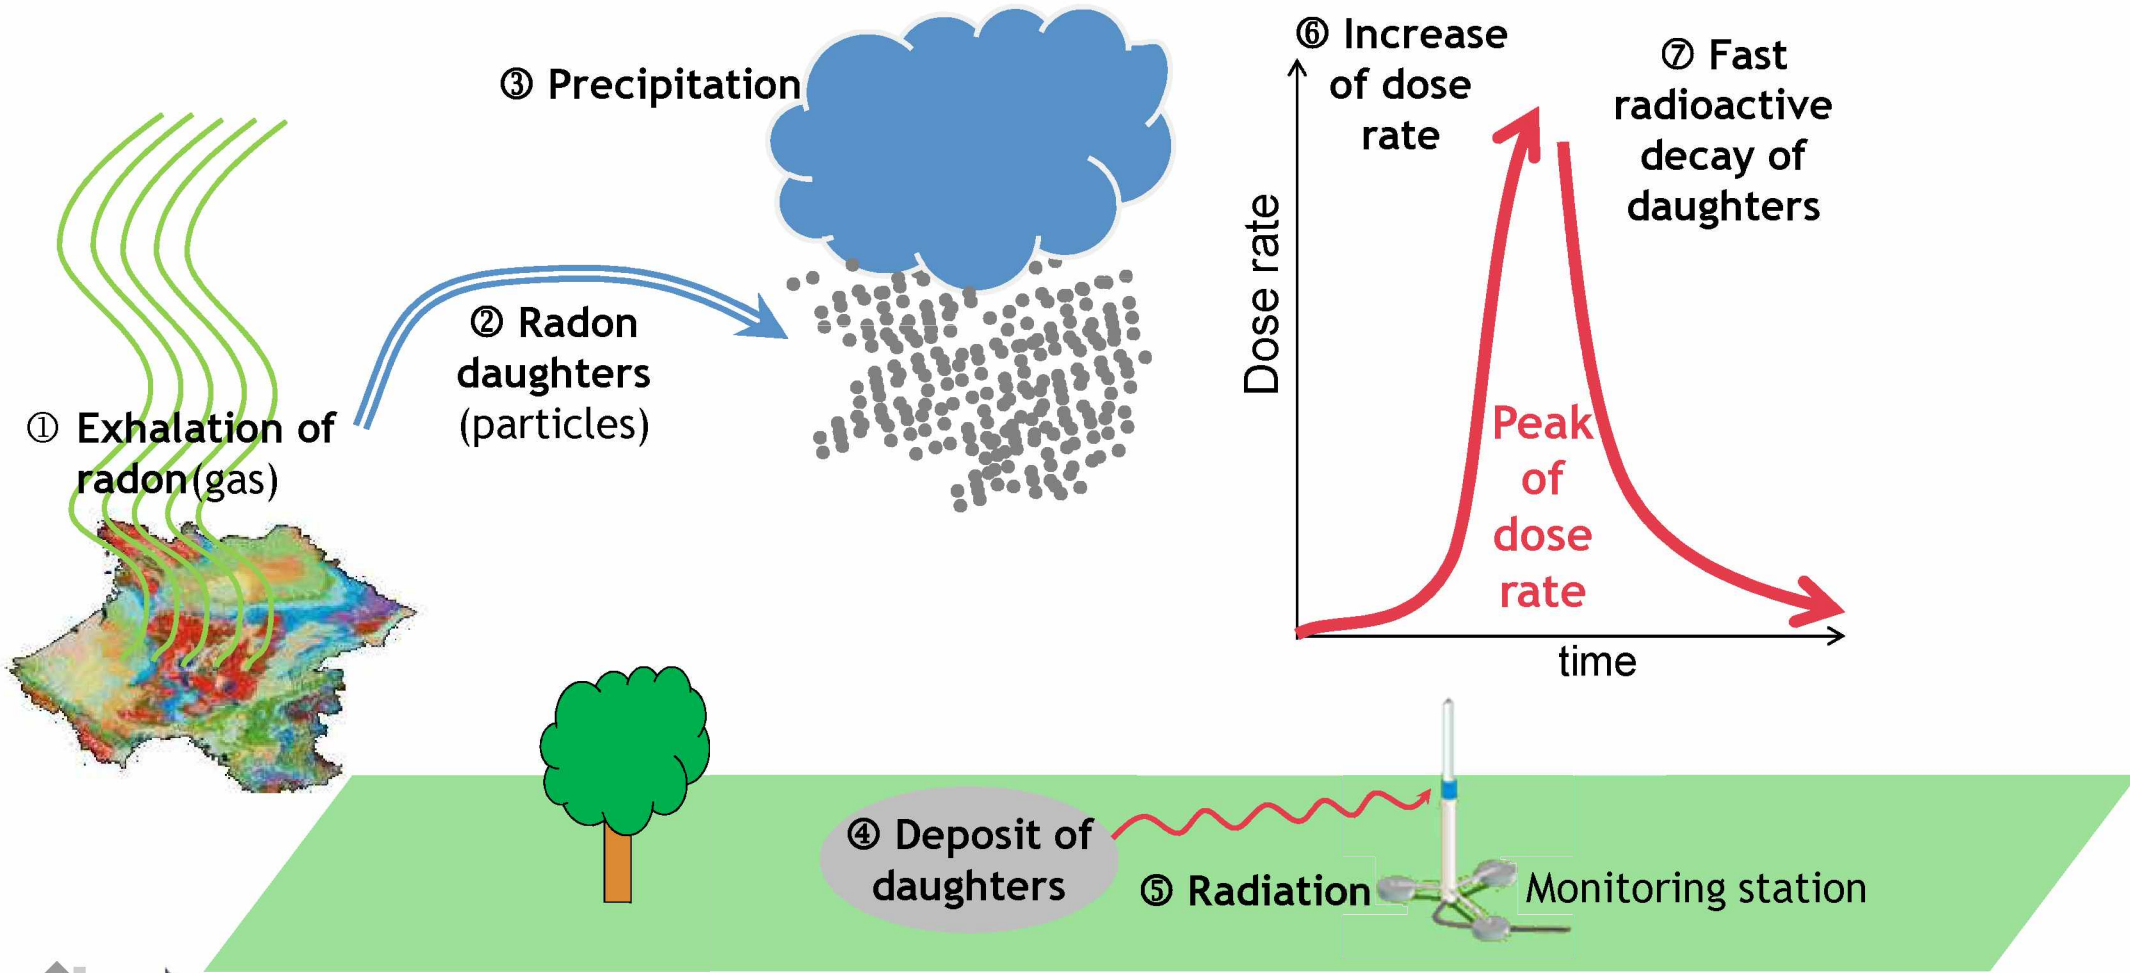 ① Exhalation of
radon(gas)
② Radon
daughters
(particles)
③ Precipitation
④ Deposit of
daughters
⑤ Radiation
Monitoring station
⑥ Increase
of dose
rate
⑦ Fast
radioactive
decay of
daughters
Dose rate
Peak
of
dose
rate
time